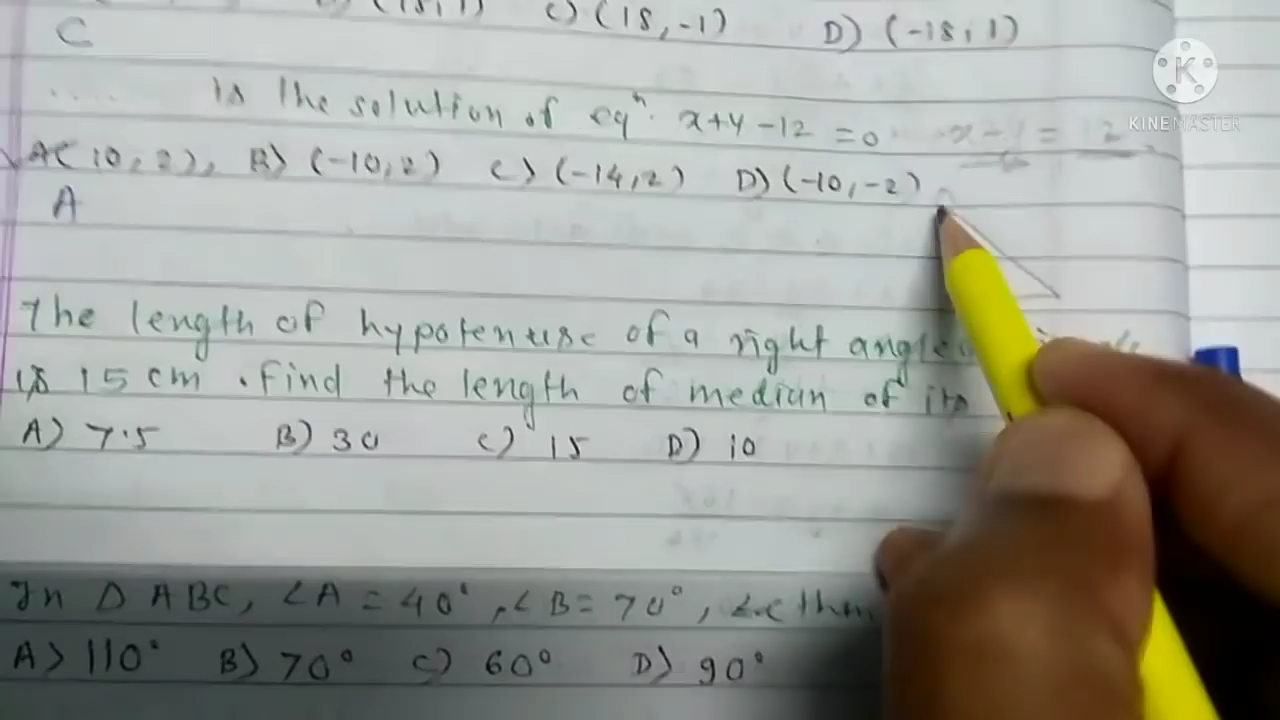 C) (18,-1) D) (-18,1)
C
..... is the solution of eqⁿ. x+y-12=0 x-y = 12.
A( 10,2), B) (-10,2) C) (-14,2) D) (-10,-2)
A
The length of hypotenuse of a right
is 15 cm. Find the length of median of its
A) 7.5 B) 30 C) 15 D) 10
In Δ ABC, ∠A = 40°, ∠B = 70°, ∠c
A) 110° B) 70° C) 60° D) 90°
K
KINEMASTER